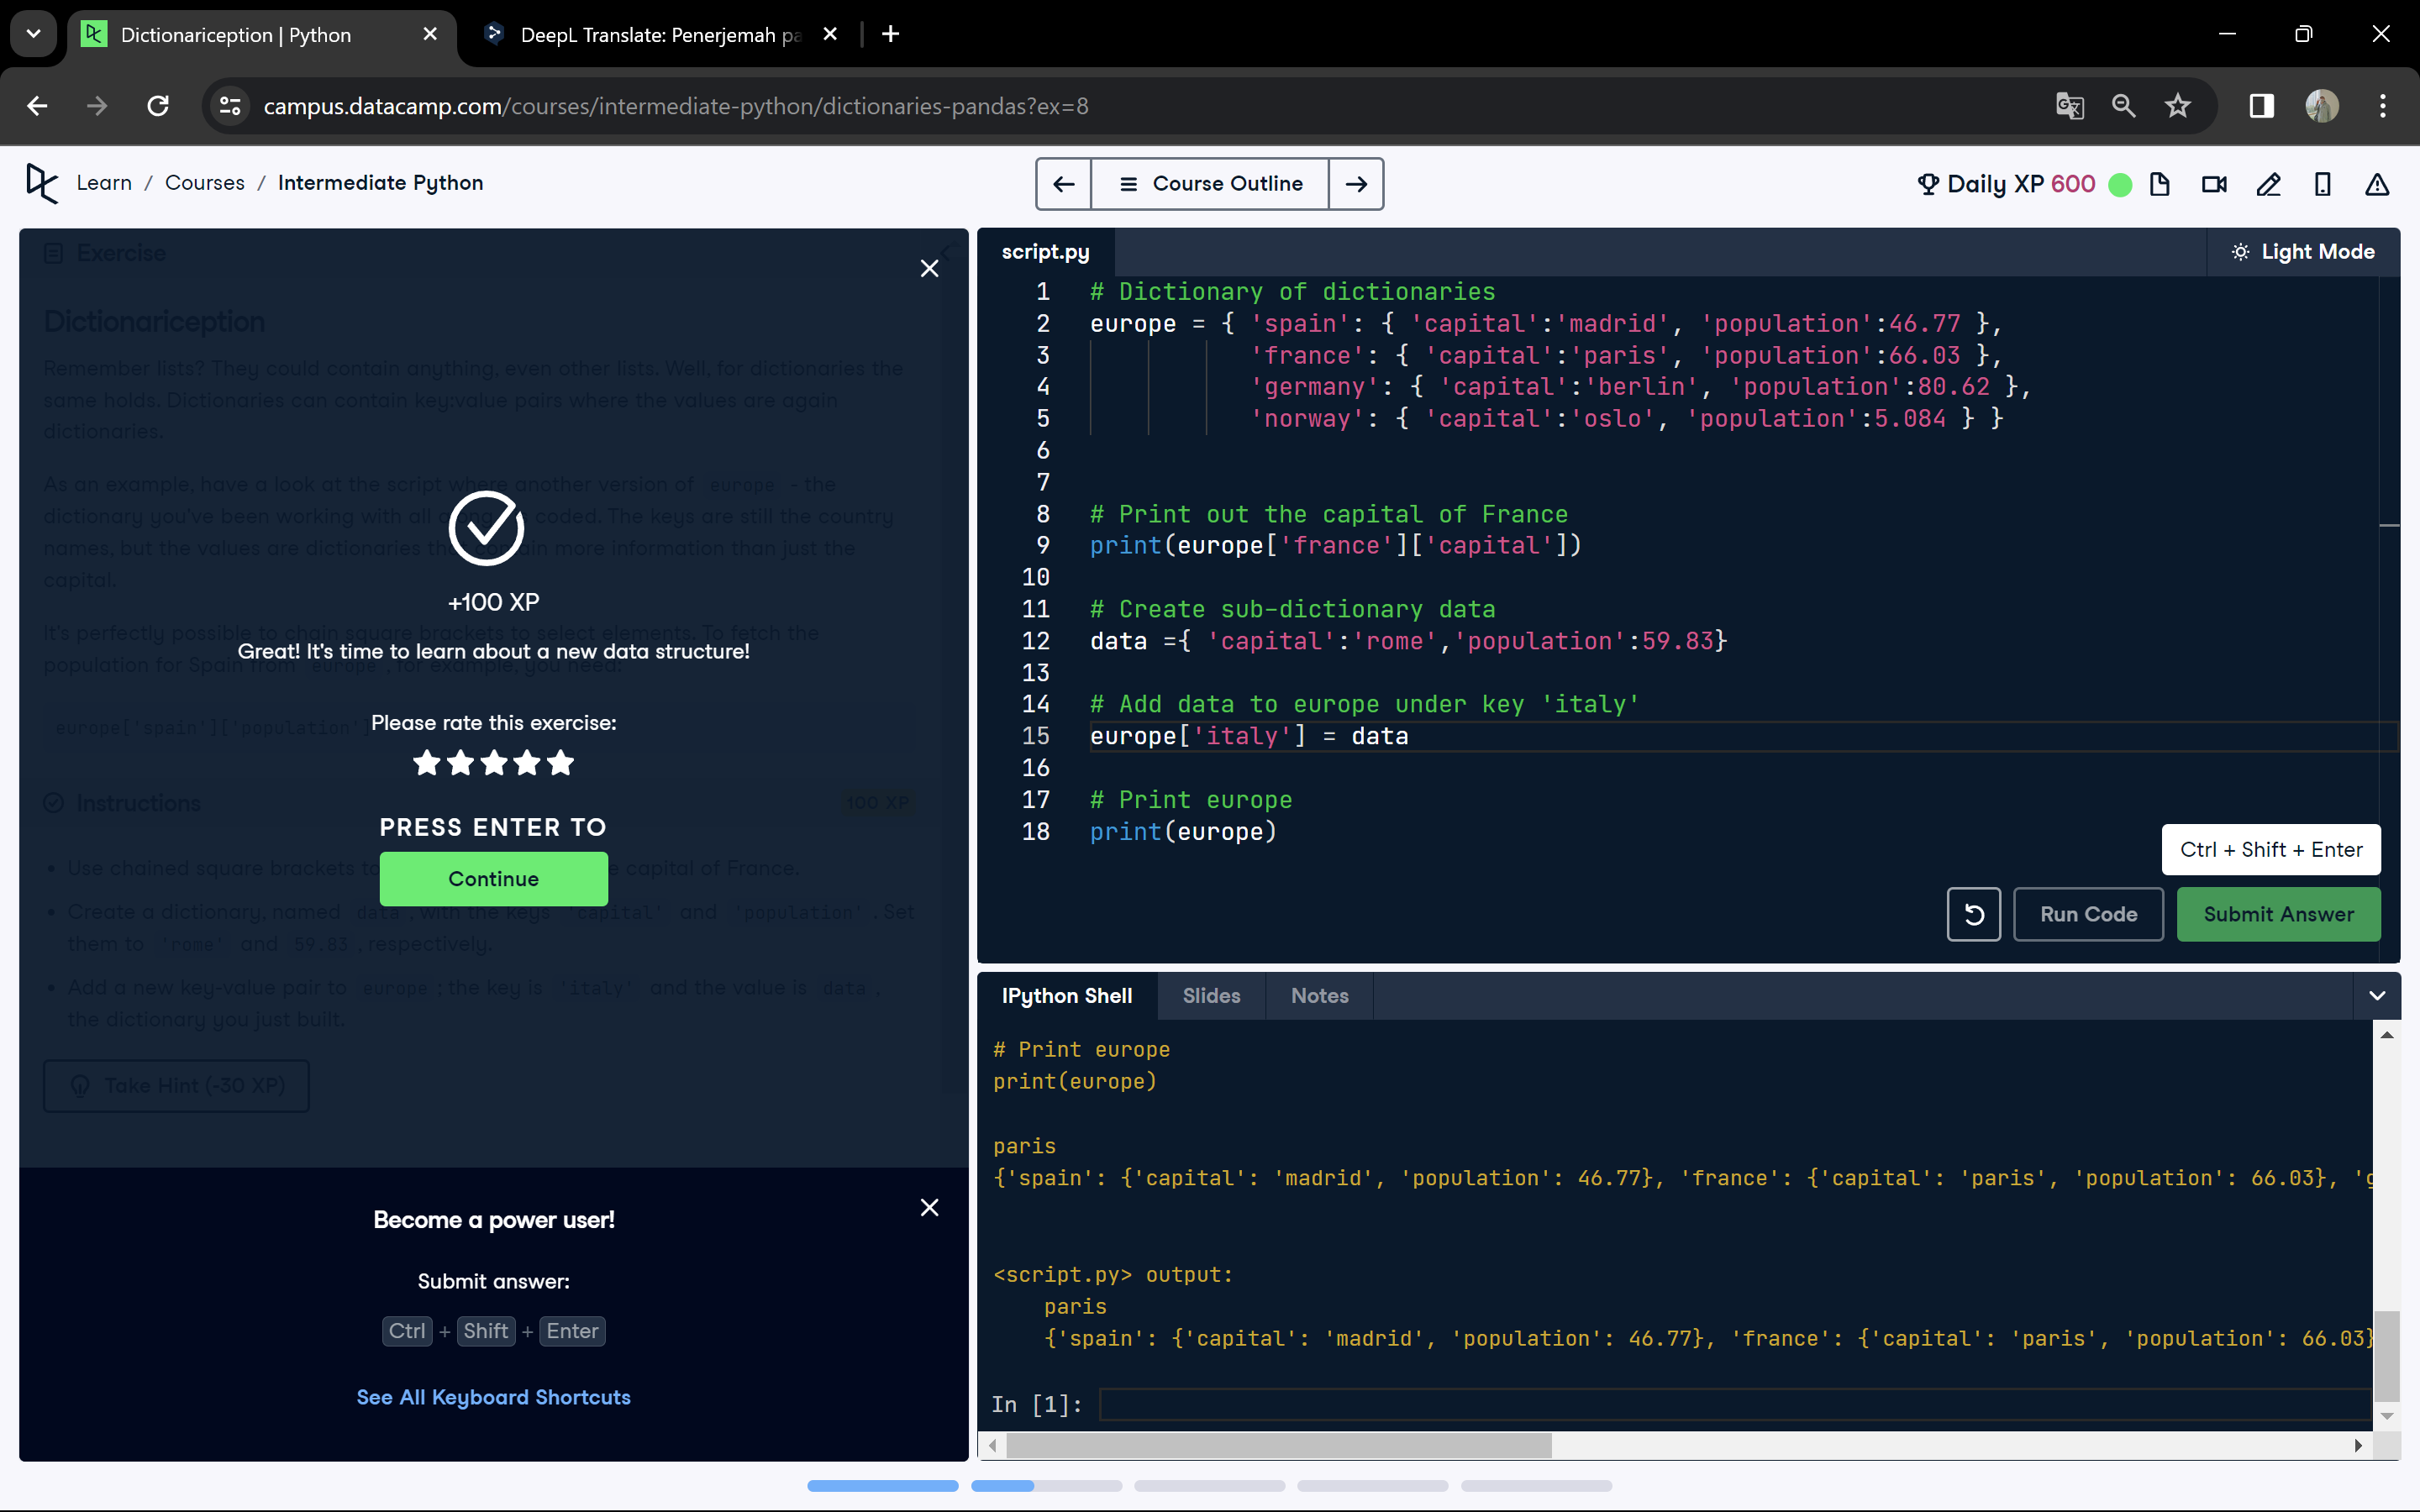 Dictionariception | Python
DeepL Translate: Penerjemah pa
campus.datacamp.com/courses/intermediate-python/dictionaries-pandas?ex=8
Learn / Courses / Intermediate Python
Course Outline
Daily XP 600
Exercise
Dictionariception
Remember lists? They could contain anything, even other lists. Well, for dictionaries the
same holds. Dictionaries can contain key:value pairs where the values are again
dictionaries.
As an example, have a look at the script where another version of europe - the
dictionary you've been working with all along coded. The keys are still the country
names, but the values are dictionaries that contain more information than just the
capital.
It's perfectly possible to chain square brackets to select elements. To fetch the
population for Spain from europe, for example, you need:
europe['spain']['population']
Instructions
100 XP
Use chained square brackets to
capital of France.
Create a dictionary, named data, with the keys 'capital' and 'population'. Set
them to 'rome' and 59.83, respectively.
Add a new key-value pair to europe; the key is 'italy' and the value is data,
the dictionary you just built.
Take Hint (-30 XP)
+100 XP
Great! It's time to learn about a new data structure!
Please rate this exercise:
PRESS ENTER TO
Continue
Become a power user!
Submit answer:
Ctrl + Shift + Enter
See All Keyboard Shortcuts
script.py
Light Mode
1 # Dictionary of dictionaries
2 europe = { 'spain': { 'capital':'madrid', 'population':46.77 },
3 'france': { 'capital':'paris', 'population':66.03 },
4 'germany': { 'capital':'berlin', 'population':80.62 },
5 'norway': { 'capital':'oslo', 'population':5.084 } }
6
7
8 # Print out the capital of France
9 print(europe['france']['capital'])
10
11 # Create sub-dictionary data
12 data ={ 'capital':'rome','population':59.83}
13
14 # Add data to europe under key 'italy'
15 europe['italy'] = data
16
17 # Print europe
18 print(europe)
Ctrl + Shift + Enter
Run Code
Submit Answer
IPython Shell
Slides
Notes
# Print europe
print(europe)
paris
{'spain': {'capital': 'madrid', 'population': 46.77}, 'france': {'capital': 'paris', 'population': 66.03}, 'g
<script.py> output:
paris
{'spain': {'capital': 'madrid', 'population': 46.77}, 'france': {'capital': 'paris', 'population': 66.03}
In [1]: